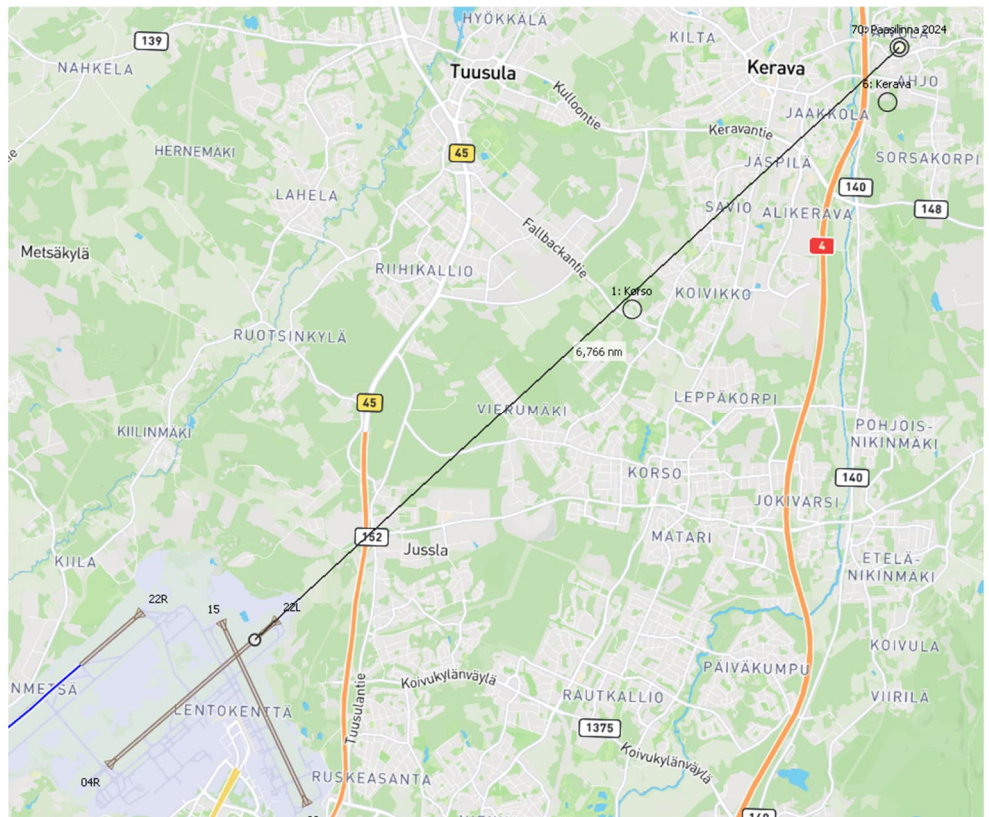 HYÖKKÄLÄ
139
KILTA
70: Paasilinna 2024
NAHKELA
Tuusula
Kerava
AHJO
6: Kerava
Kulloontie
JAAKKOLA
Keravantie
HERNEMÄKI
45
JÄSPILÄ
SORSAKORPI
140
LAHELA
SAVIO
ALIKERAVA
148
Fallbackantie
4
Metsäkylä
RIIHIKALLIO
1: Korso
KOIVIKKO
RUOTSINKYLÄ
6,766 nm
45
VIERUMÄKI
LEPPÄKORPI
KIILINMÄKI
POHJOIS-
NIKINMÄKI
KORSO
140
JOKIVARSI
152
Jussla
MATARI
KIILA
ETELÄ-
NIKINMÄKI
22R
15
22L
KOIVULA
NMETSÄ
Koivukylänväylä
PÄIVÄKUMPU
RAUTKALLIO
VIIRILÄ
LENTOKENTTÄ
Tuusulantie
1375
Koivukylänväylä
04R
RUSKEASANTA
140